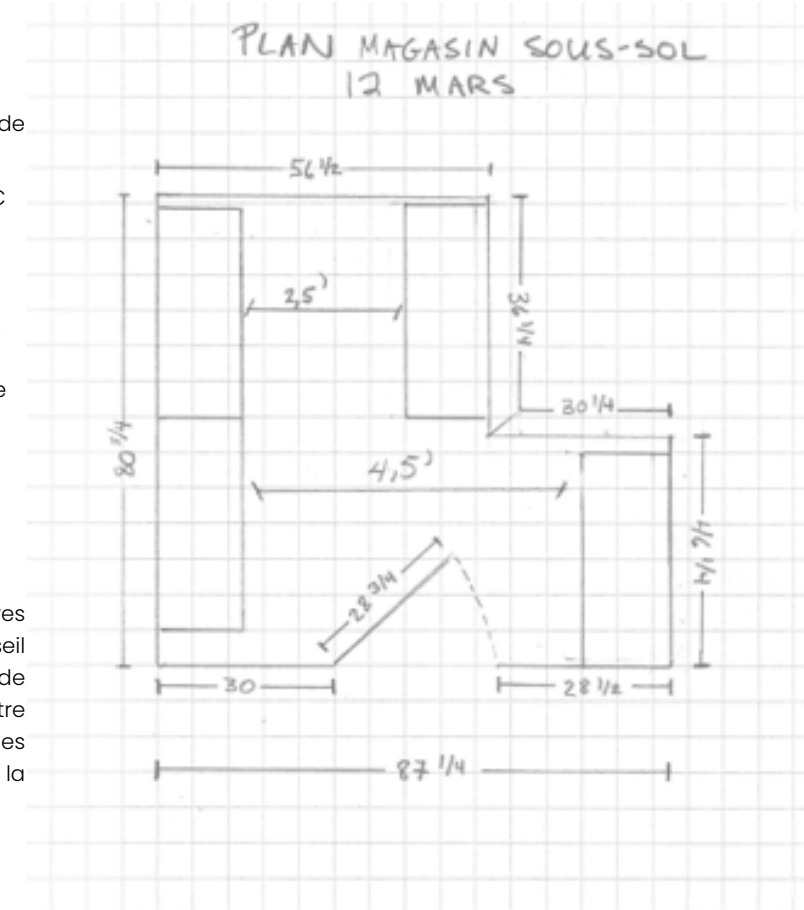 PLAN MAGASIN SOUS-SOL
12 MARS
de
c
e
res
seil
de
tre
es
la
56 1/2
2,5'
36 1/4
30 1/4
80 3/4
4,5'
46 1/4
28 3/4
30
28 1/2
87 1/4